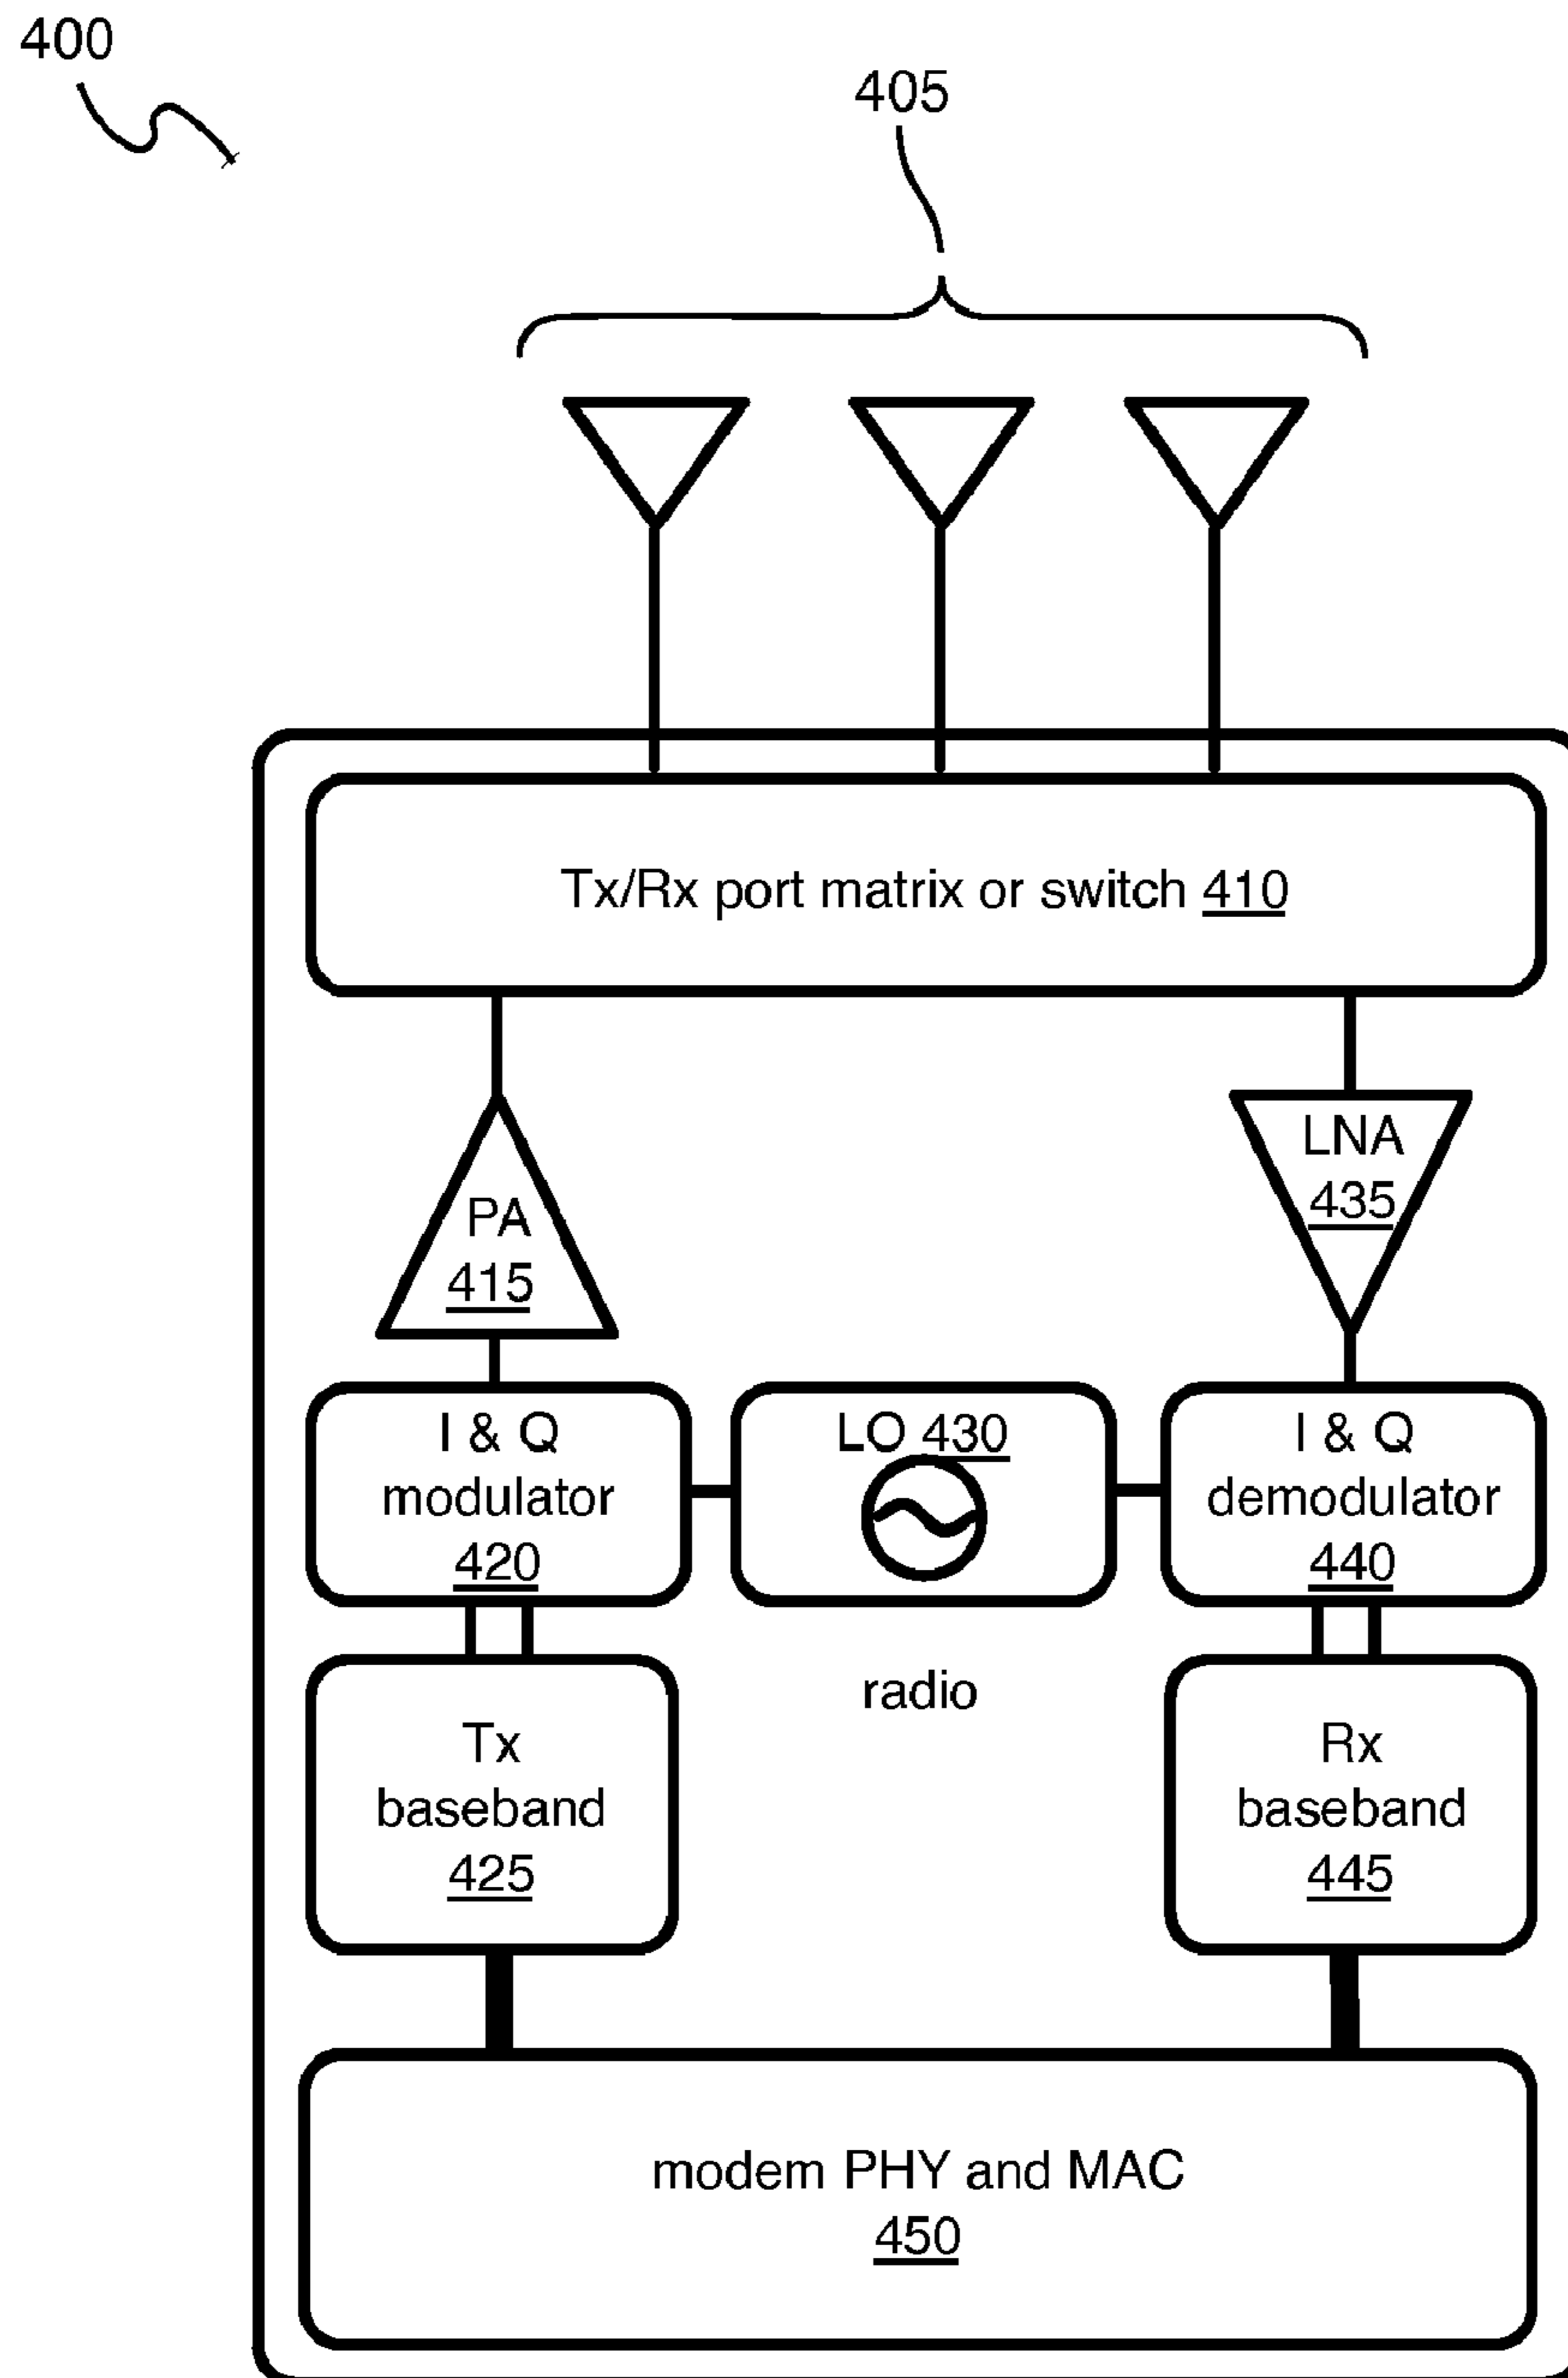 400
405
Tx/Rx port matrix or switch 410
PA
415
LNA
435
I & Q
modulator
420
LO 430
I & Q
demodulator
440
radio
Tx
baseband
425
Rx
baseband
445
modem PHY and MAC
450